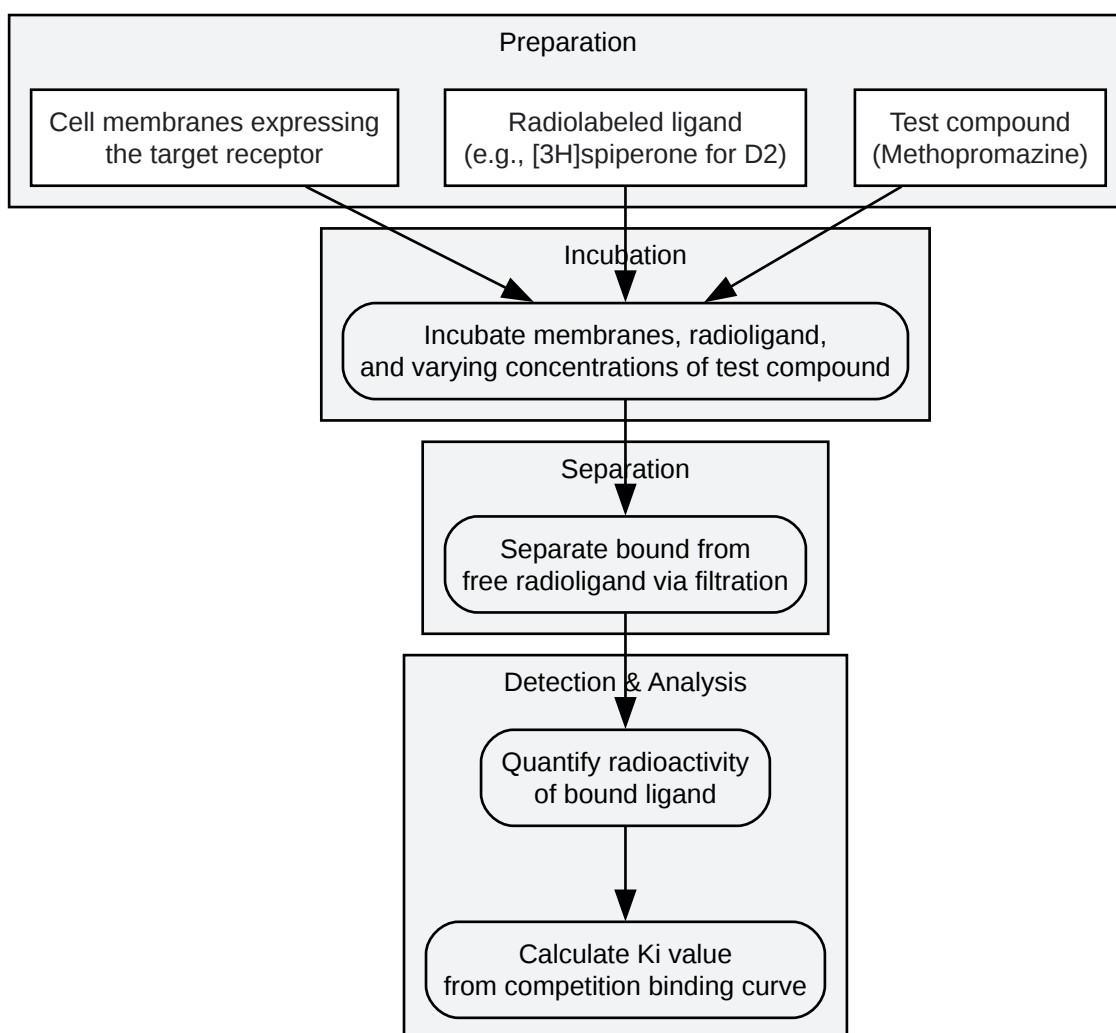 Preparation
Cell membranes expressing
the target receptor
Radiolabeled ligand
(e.g., [3H]spiperone for D2)
Test compound
(Methopromazine)
Incubation
Incubate membranes, radioligand,
and varying concentrations of test compound
Separation
Separate bound from
free radioligand via filtration
Detection & Analysis
Quantify radioactivity
of bound ligand
Calculate Ki value
from competition binding curve